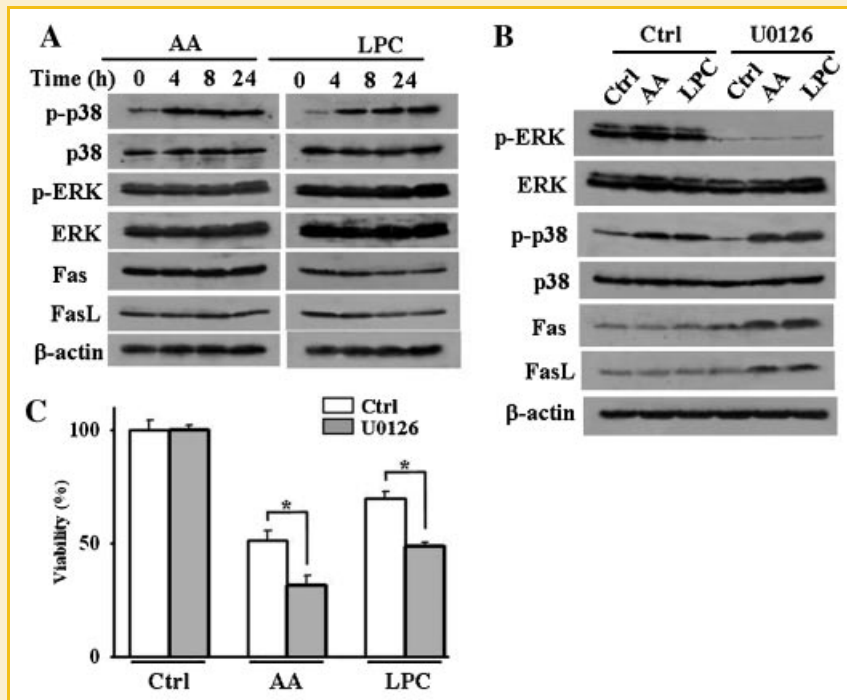 A
AA LPC
Time (h) 0 4 8 24 0 4 8 24
p-p38
p38
p-ERK
ERK
Fas
FasL
β-actin
B
Ctrl U0126
Ctrl AA LPC Ctrl AA LPC
p-ERK
ERK
p-p38
p38
Fas
FasL
β-actin
C
Ctrl
U0126
Viability (%)
100
50
0
* *
Ctrl AA LPC